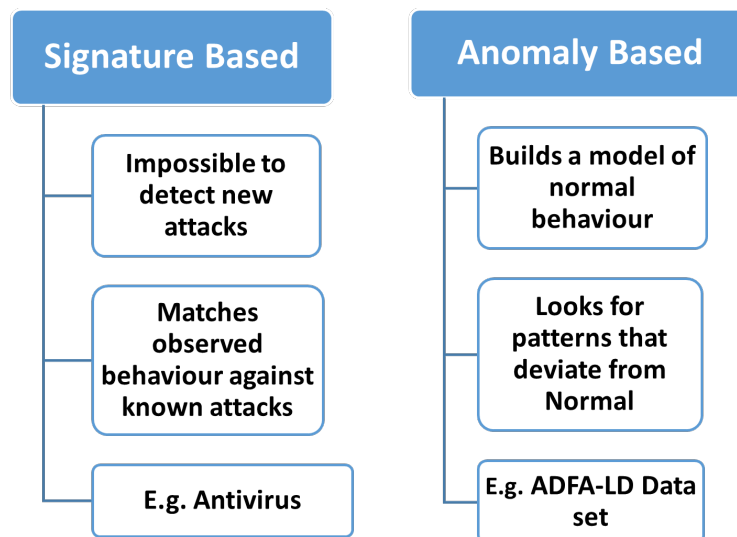 Signature Based
Impossible to
detect new
attacks
Matches
observed
behaviour against
known attacks
E.g. Antivirus
Anomaly Based
Builds a model of
normal
behaviour
Looks for
patterns that
deviate from
Normal
E.g. ADFA-LD Data
set